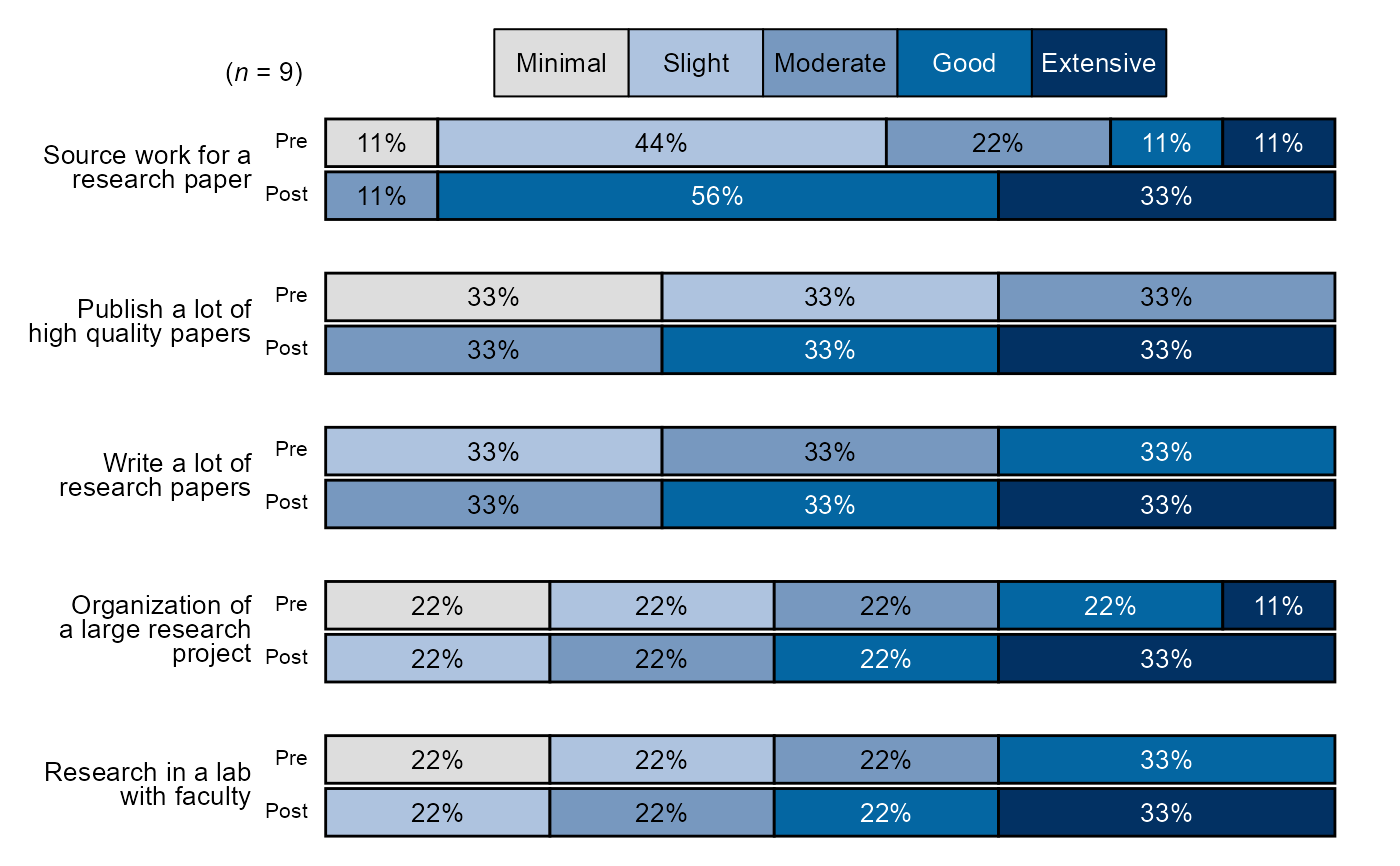 (n = 9)
Minimal Slight Moderate Good Extensive
Source work for a
research paper
Pre 11% 44% 22% 11% 11%
Post 11% 56% 33%
Publish a lot of
high quality papers
Pre 33% 33% 33%
Post 33% 33% 33%
Write a lot of
research papers
Pre 33% 33% 33%
Post 33% 33% 33%
Organization of
a large research
project
Pre 22% 22% 22% 22% 11%
Post 22% 22% 22% 33%
Research in a lab
with faculty
Pre 22% 22% 22% 33%
Post 22% 22% 22% 33%